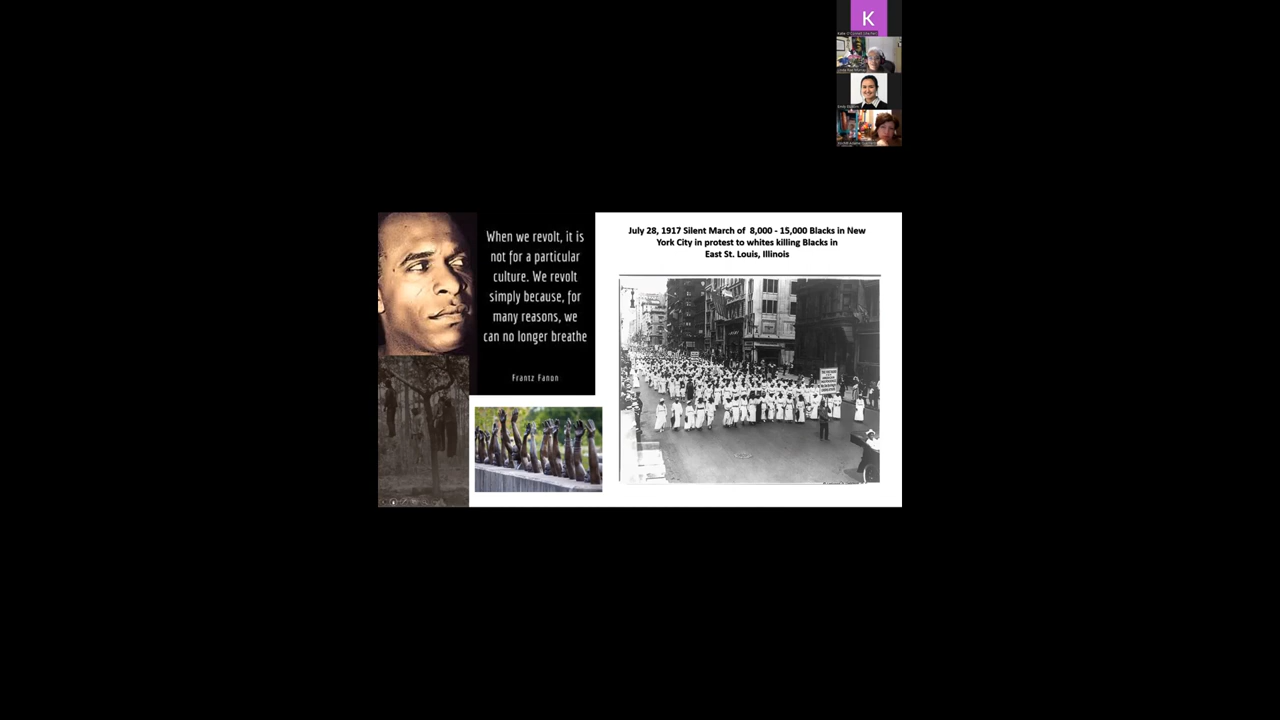 K
When we revolt, it is
not for a particular
culture. We revolt
simply because, for
many reasons, we
can no longer breathe
Frantz Fanon
July 28, 1917 Silent March of 8,000 - 15,000 Blacks in New
York City in protest to whites killing Blacks in
East St. Louis, Illinois